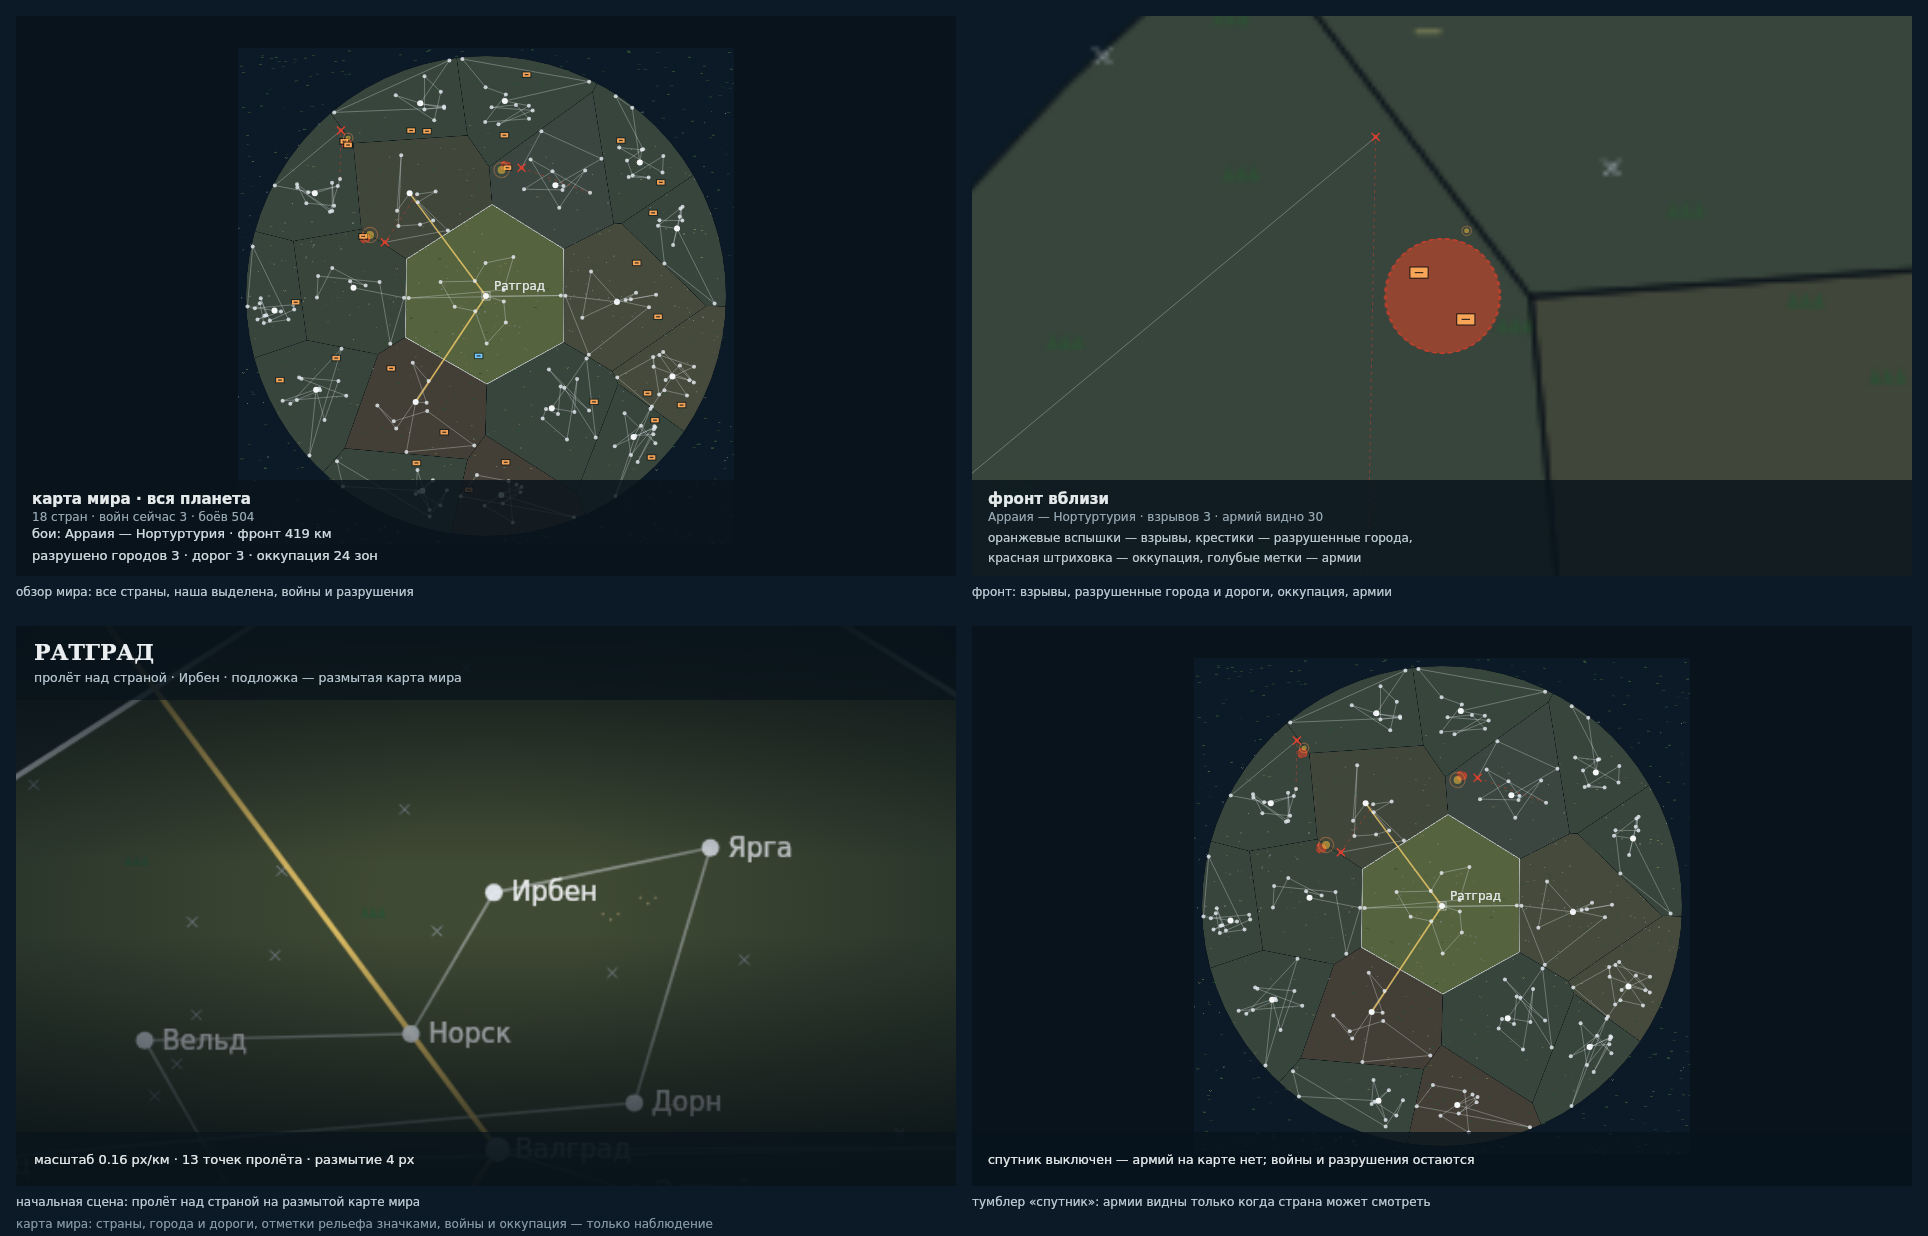 Ратград
карта мира · вся планета
18 стран · войн сейчас 3 · боёв 504
бои: Арраия — Нортуртурия · фронт 419 км
разрушено городов 3 · дорог 3 · оккупация 24 зон
обзор мира: все страны, наша выделена, войны и разрушения
фронт вблизи
Арраия — Нортуртурия · взрывов 3 · армий видно 30
оранжевые вспышки — взрывы, крестики — разрушенные города,
красная штриховка — оккупация, голубые метки — армии
фронт: взрывы, разрушенные города и дороги, оккупация, армии
РАТГРАД
пролёт над страной · Ирбен · подложка — размытая карта мира
Ярга
Ирбен
Норск
Вельд
Дорн
Валград
масштаб 0.16 px/км · 13 точек пролёта · размытие 4 px
начальная сцена: пролёт над страной на размытой карте мира
Ратград
спутник выключен — армий на карте нет; войны и разрушения остаются
тумблер «спутник»: армии видны только когда страна может смотреть
карта мира: страны, города и дороги, отметки рельефа значками, войны и оккупация — только наблюдение